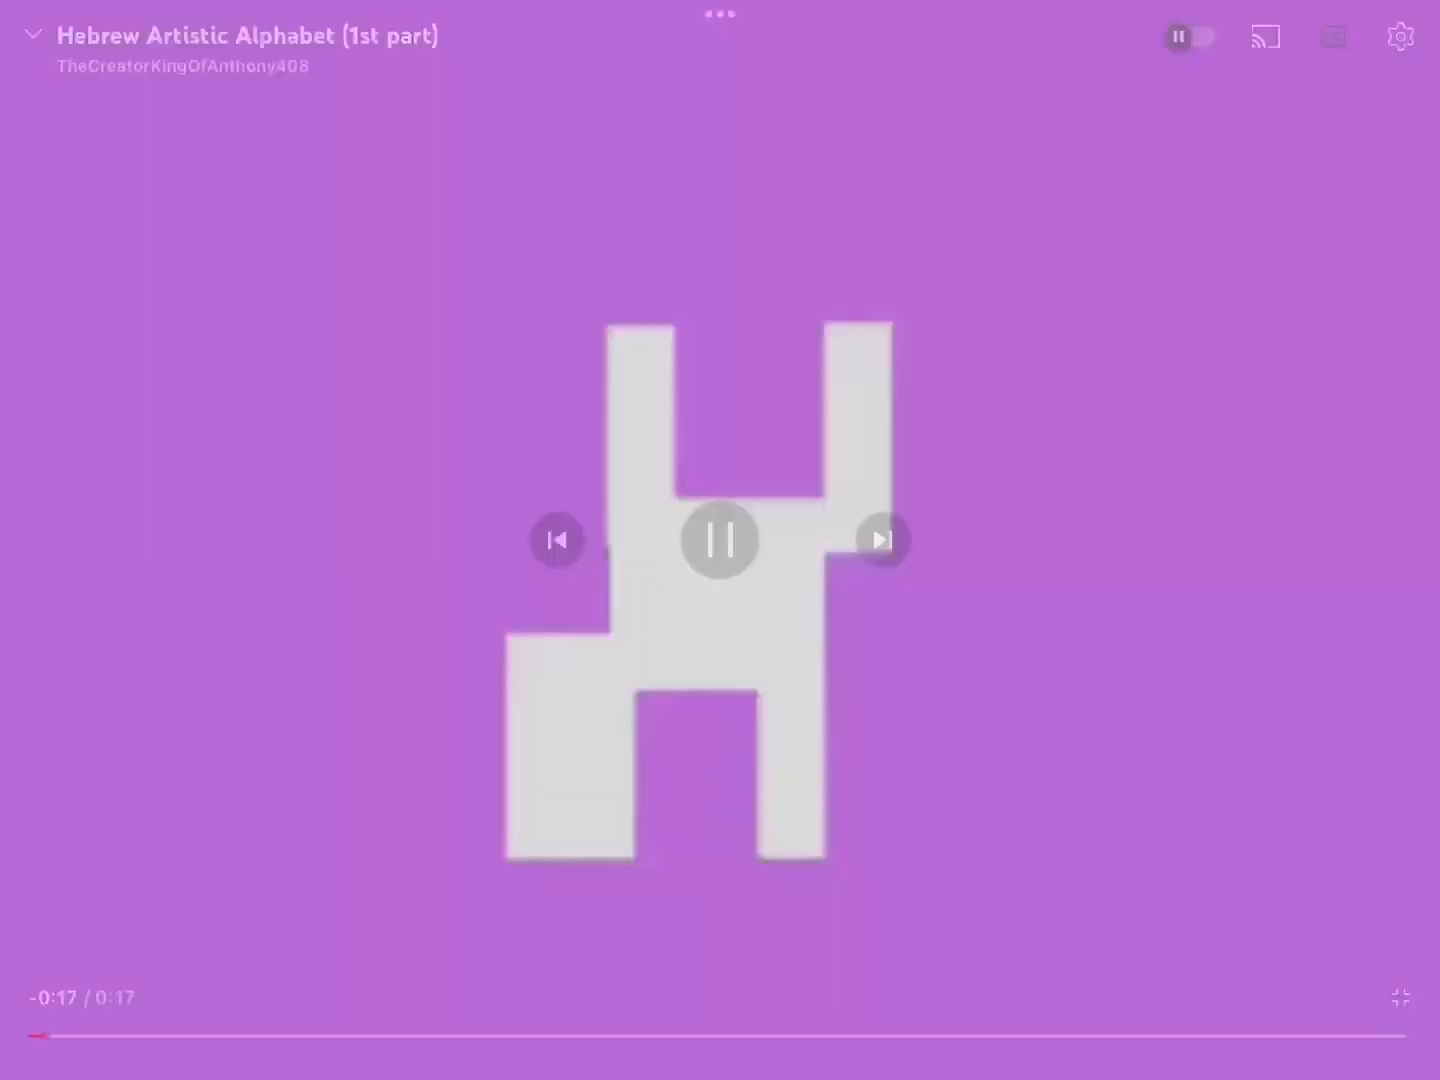 Hebrew Artistic Alphabet (1st part)
TheCreatorKingOfAnthony408
-0:17 / 0:17